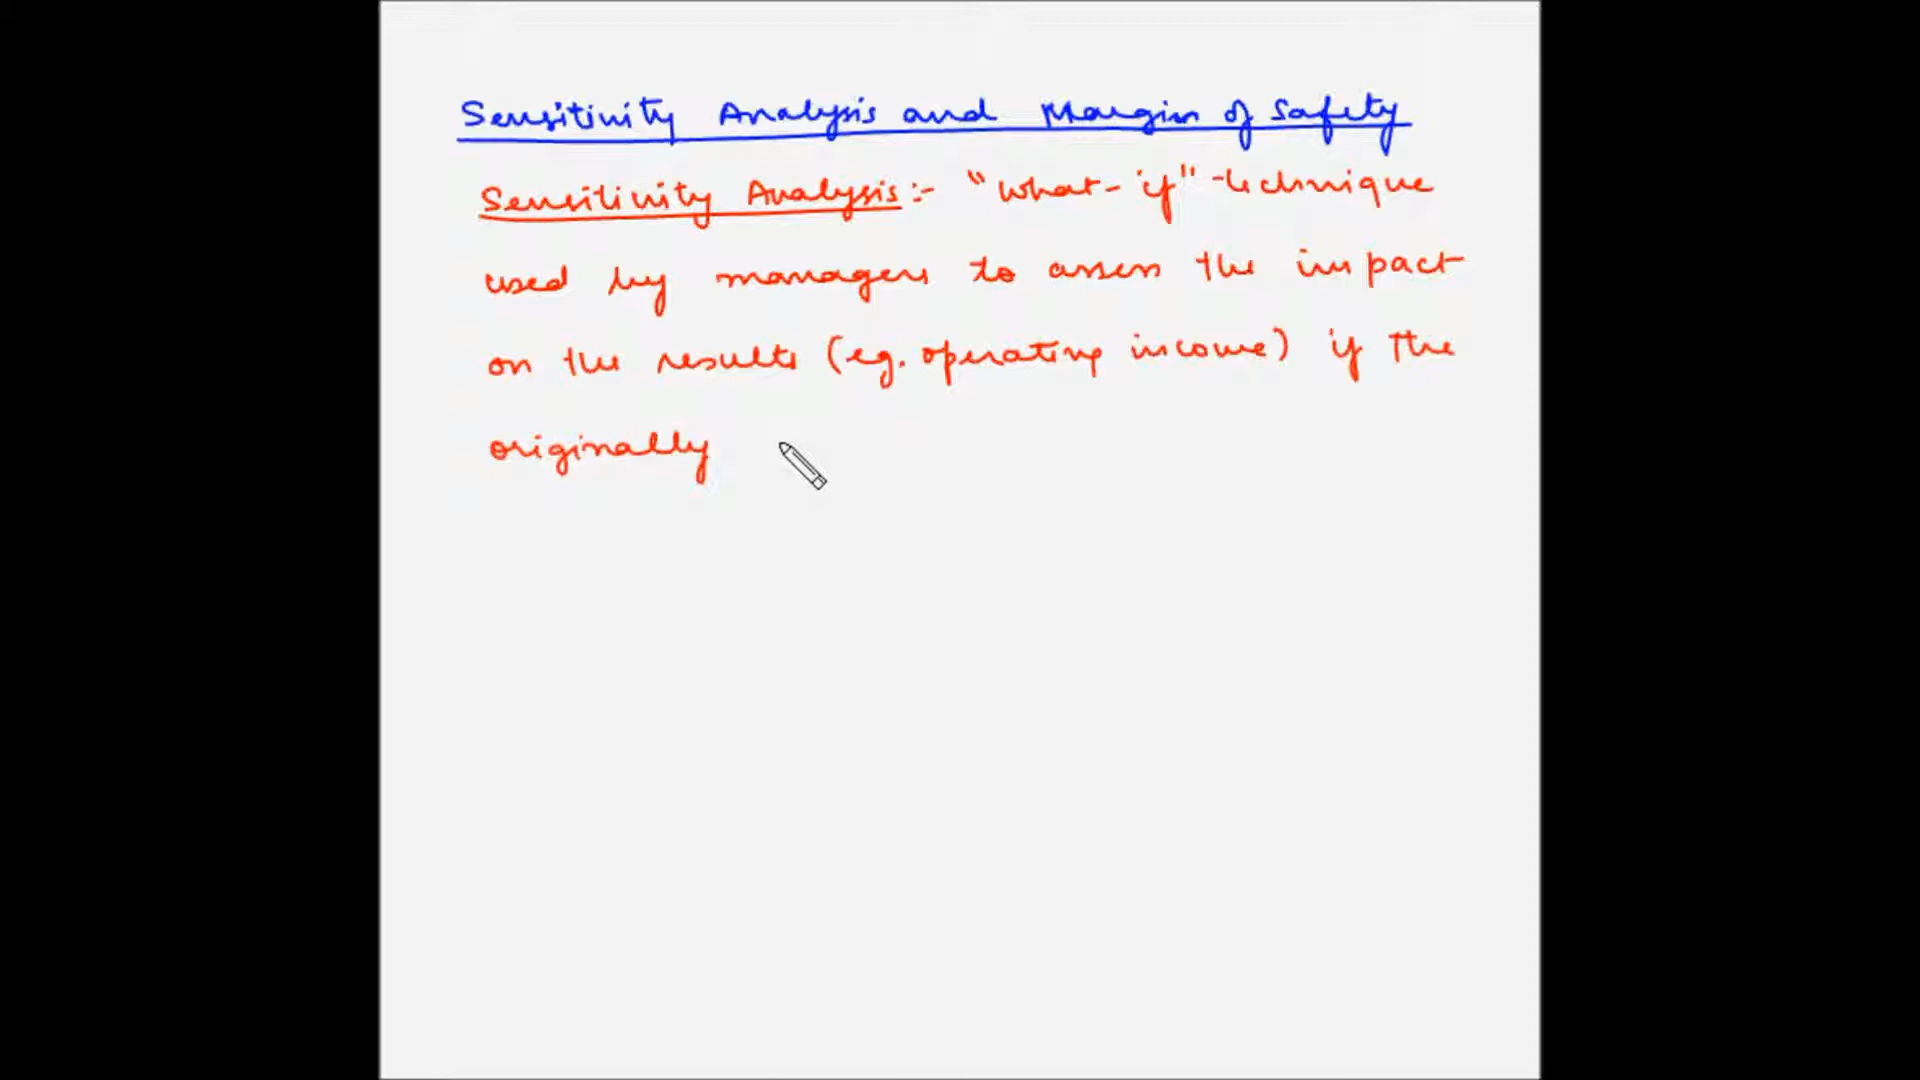 Sensitivity Analysis and Margin of Safety
Sensitivity Analysis :- "What-if" technique
used by managers to assess the impact
on the results (eg. operating income) if the
originally